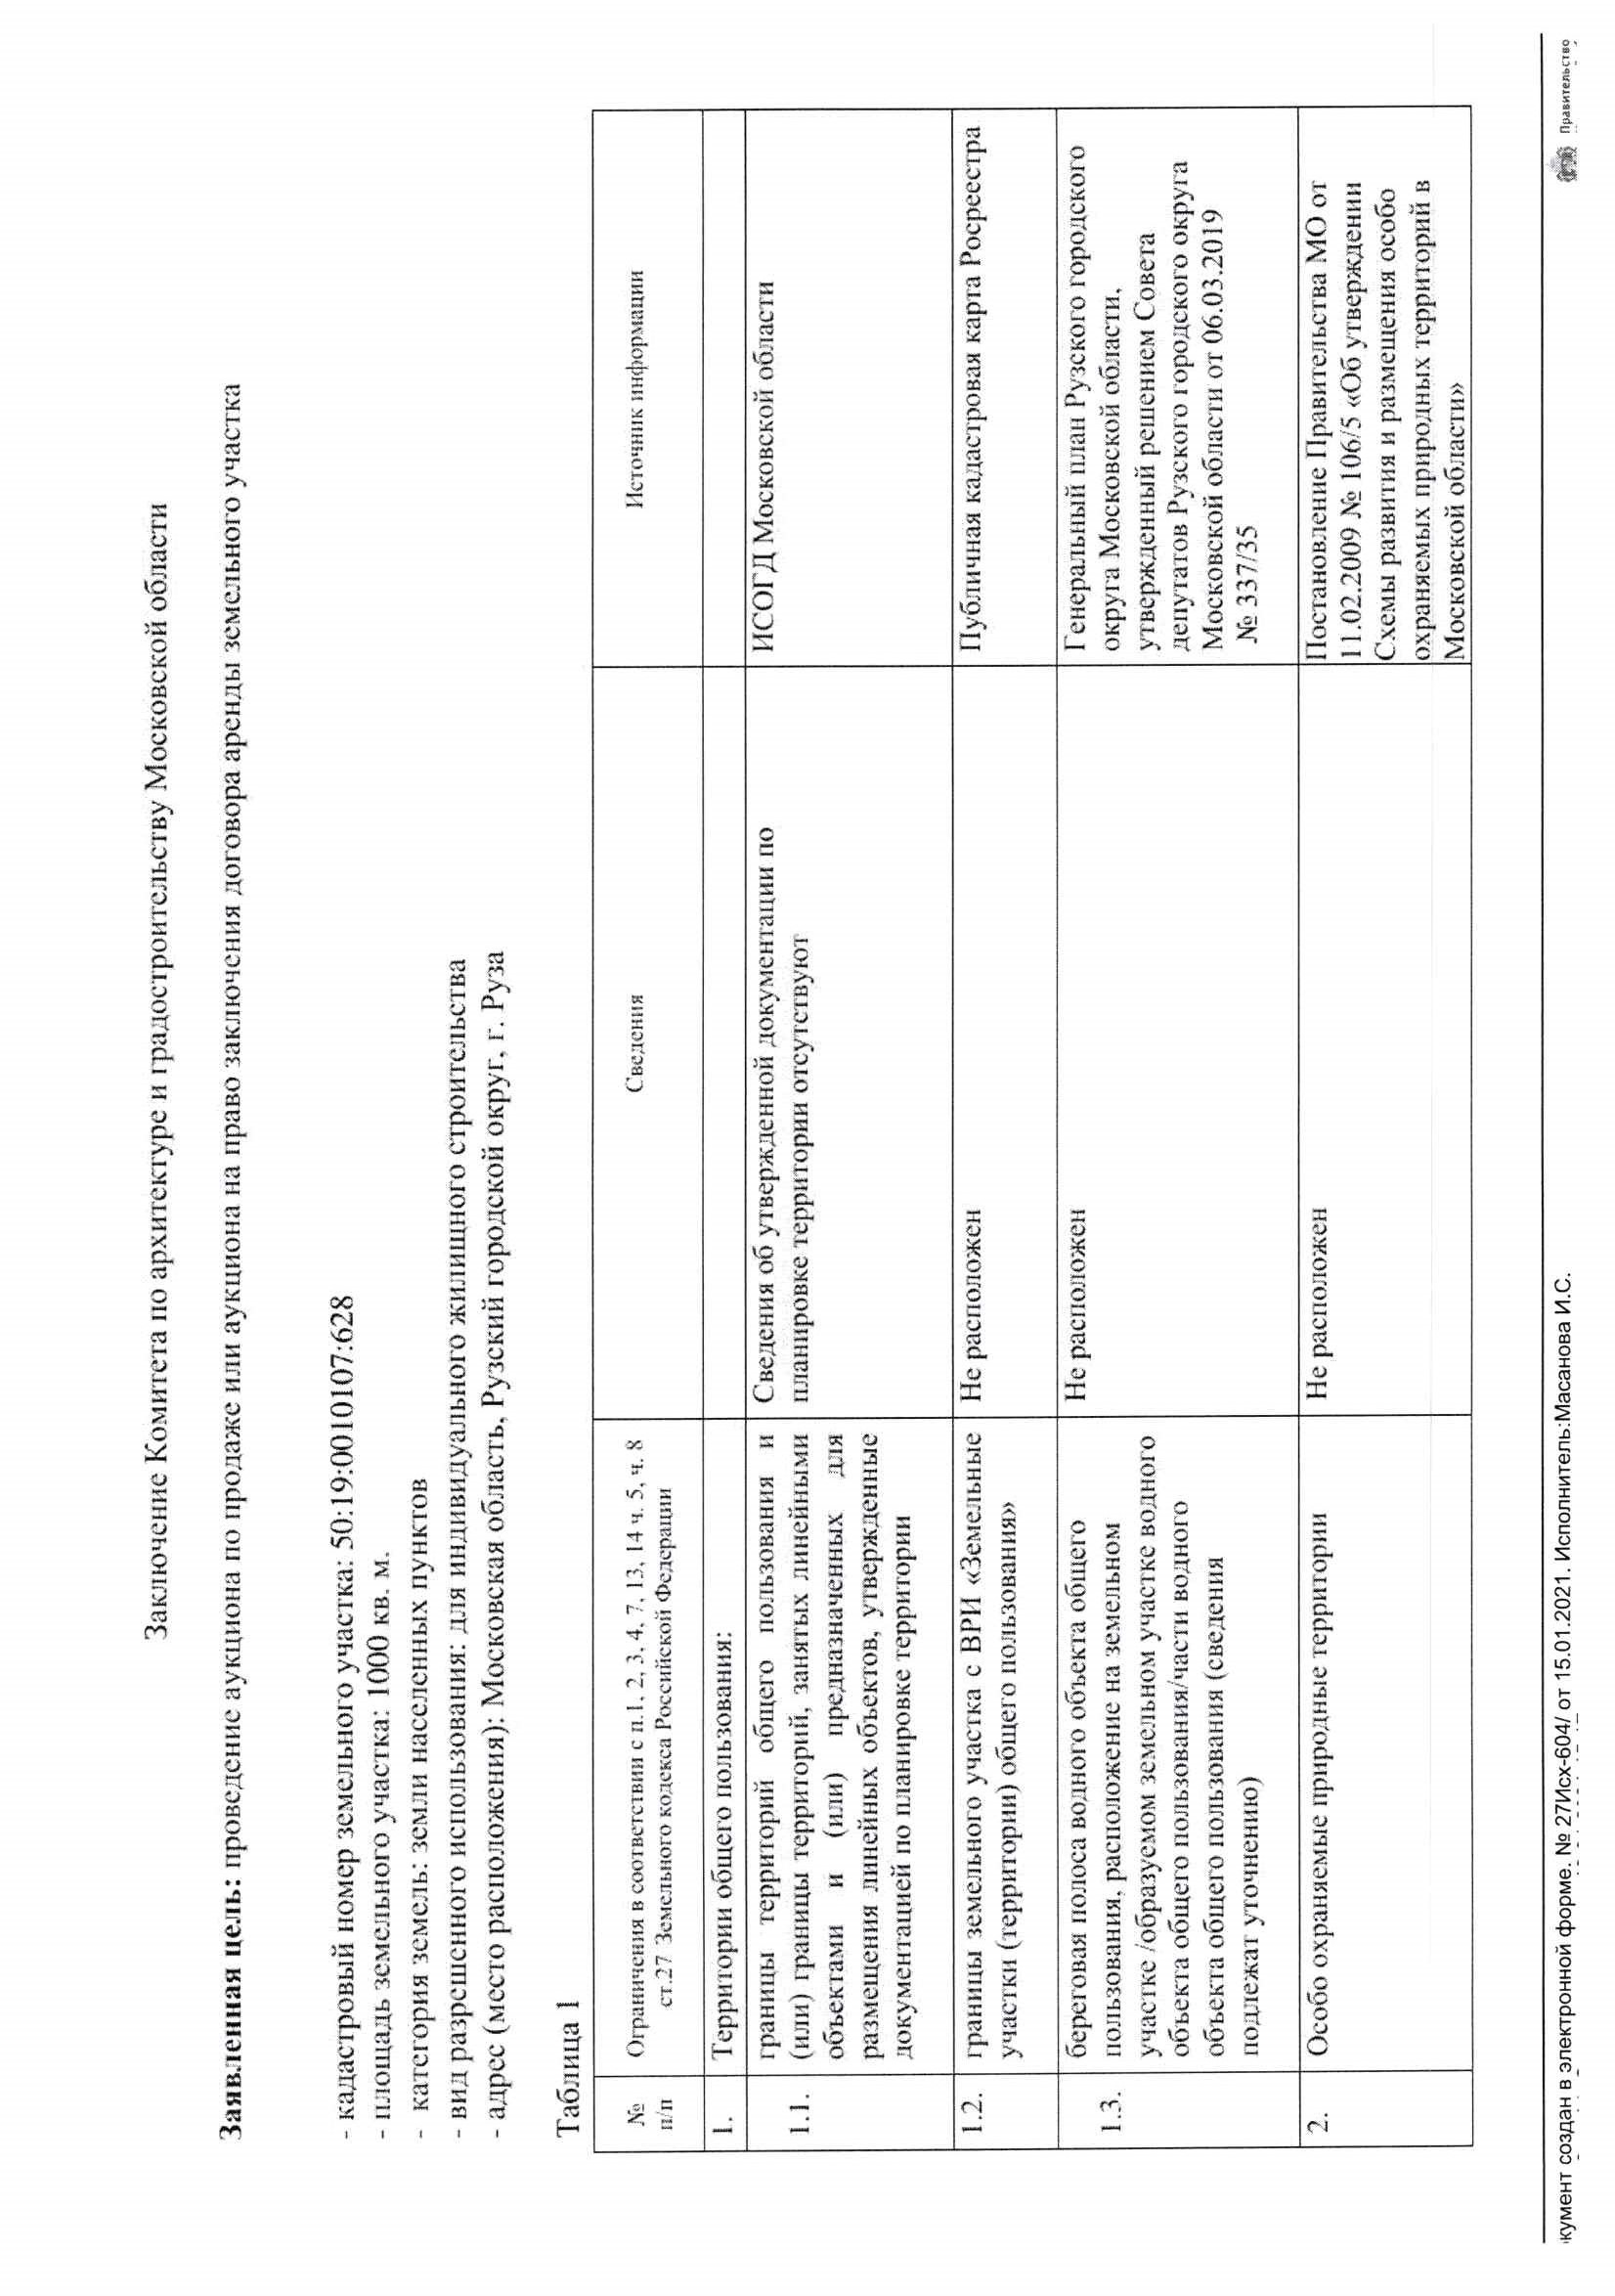 Заключение Комитета по архитектуре и градостроительству Московской области
Заявленная цель: проведение аукциона по продаже или аукциона на право заключения договора аренды земельного участка
- кадастровый номер земельного участка: 50:19:0010107:628
- площадь земельного участка: 1000 кв. м.
- категория земель: земли населенных пунктов
- вид разрешенного использования: для индивидуального жилищного строительства
- адрес (место расположения): Московская область, Рузский городской округ, г. Руза
Таблица 1
№
п/п
Ограничения в соответствии с п.1, 2, 3, 4, 7, 13, 14 ч. 5, ч. 8
ст.27 Земельного кодекса Российской Федерации
Сведения
Источник информации
1.
Территории общего пользования:
1.1.
границы территорий общего пользования и
(или) границы территорий, занятых линейными
объектами и (или) предназначенных для
размещения линейных объектов, утвержденные
документацией по планировке территории
Сведения об утвержденной документации по
планировке территории отсутствуют
ИСОГД Московской области
1.2.
границы земельного участка с ВРИ «Земельные
участки (территории) общего пользования»
Не расположен
Публичная кадастровая карта Росреестра
1.3.
береговая полоса водного объекта общего
пользования, расположение на земельном
участке /образуемом земельном участке водного
объекта общего пользования/части водного
объекта общего пользования (сведения
подлежат уточнению)
Не расположен
Генеральный план Рузского городского
округа Московской области,
утвержденный решением Совета
депутатов Рузского городского округа
Московской области от 06.03.2019
№ 337/35
2.
Особо охраняемые природные территории
Не расположен
Постановление Правительства МО от
11.02.2009 № 106/5 «Об утверждении
Схемы развития и размещения особо
охраняемых природных территорий в
Московской области»
кумент создан в электронной форме. № 27Исх-604/ от 15.01.2021. Исполнитель:Масанова И.С.
Правительство